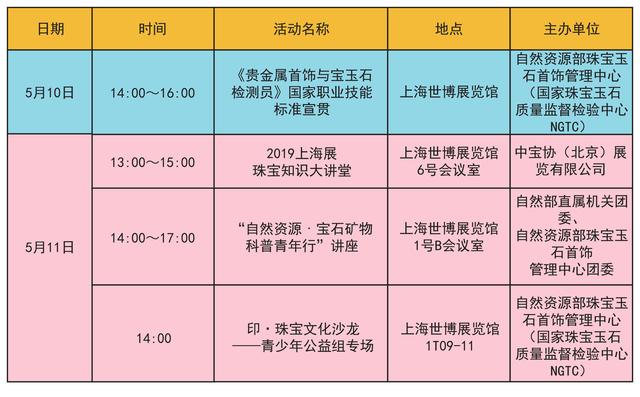 日期 时间 活动名称 地点 主办单位
5月10日
14:00～16:00
《贵金属首饰与宝玉石
检测员》国家职业技能
标准宣贯
上海世博展览馆
自然资源部珠宝玉
石首饰管理中心
（国家珠宝玉石
质量监督检验中心
NGTC）
5月11日
13:00～15:00
2019上海展
珠宝知识大讲堂
上海世博展览馆
6号会议室
中宝协（北京）展
览有限公司
14:00～17:00
“自然资源·宝石矿物
科普青年行”讲座
上海世博展览馆
1号B会议室
自然部直属机关团
委、
自然资源部珠宝玉
石首饰
管理中心团委
14:00
印·珠宝文化沙龙
——青少年公益组专场
上海世博展览馆
1T09-11
自然资源部珠宝玉
石首饰管理中心
（国家珠宝玉石
质量监督检验中心
NGTC）